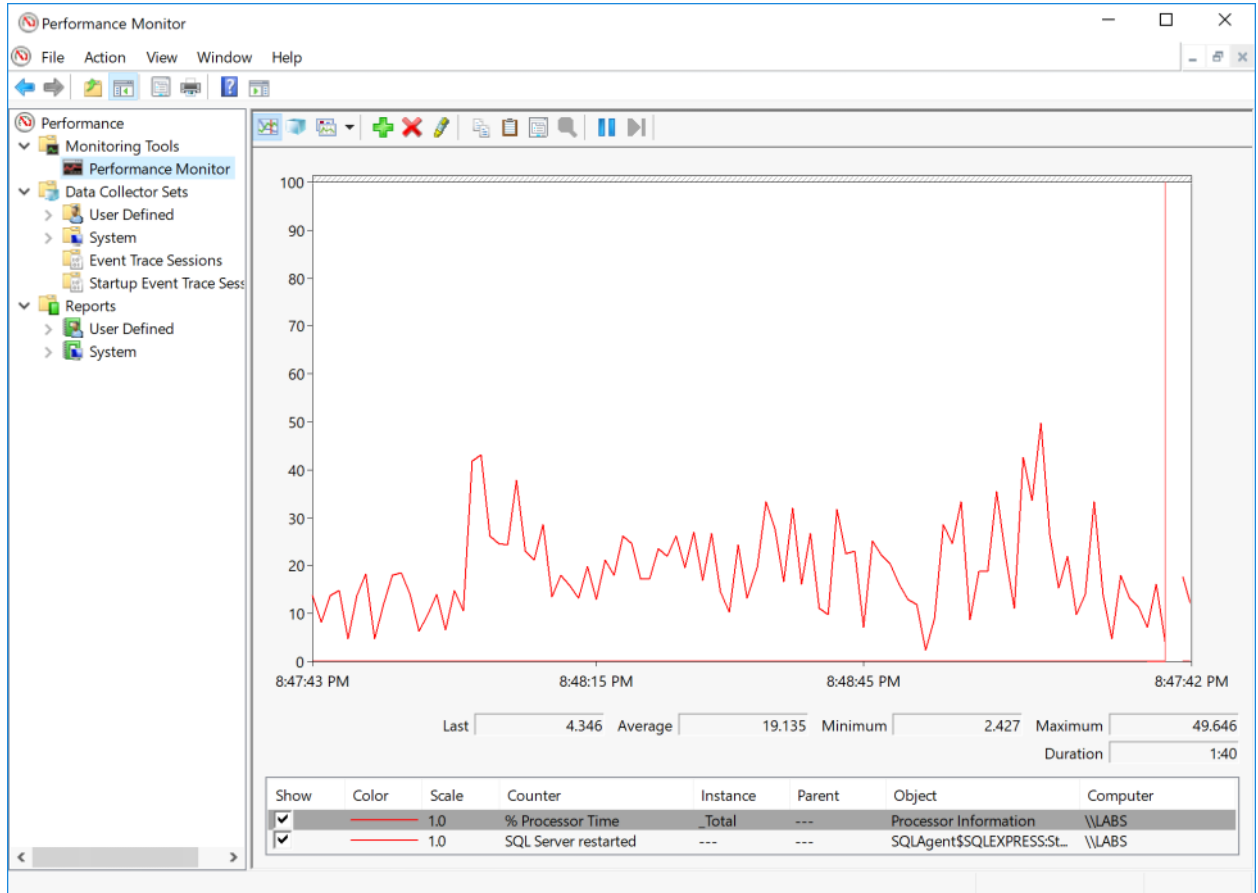 Performance Monitor
File Action View Window Help
Performance
Monitoring Tools
Performance Monitor
Data Collector Sets
User Defined
System
Event Trace Sessions
Startup Event Trace Sess
Reports
User Defined
System
100
90
80
70
60
50
40
30
20
10
0
8:47:43 PM 8:48:15 PM 8:48:45 PM 8:47:42 PM
Last 4.346 Average 19.135 Minimum 2.427 Maximum 49.646
Duration 1:40
Show Color Scale Counter Instance Parent Object Computer
1.0 % Processor Time _Total --- Processor Information \\LABS
1.0 SQL Server restarted --- --- SQLAgent$SQLEXPRESS:St... \\LABS